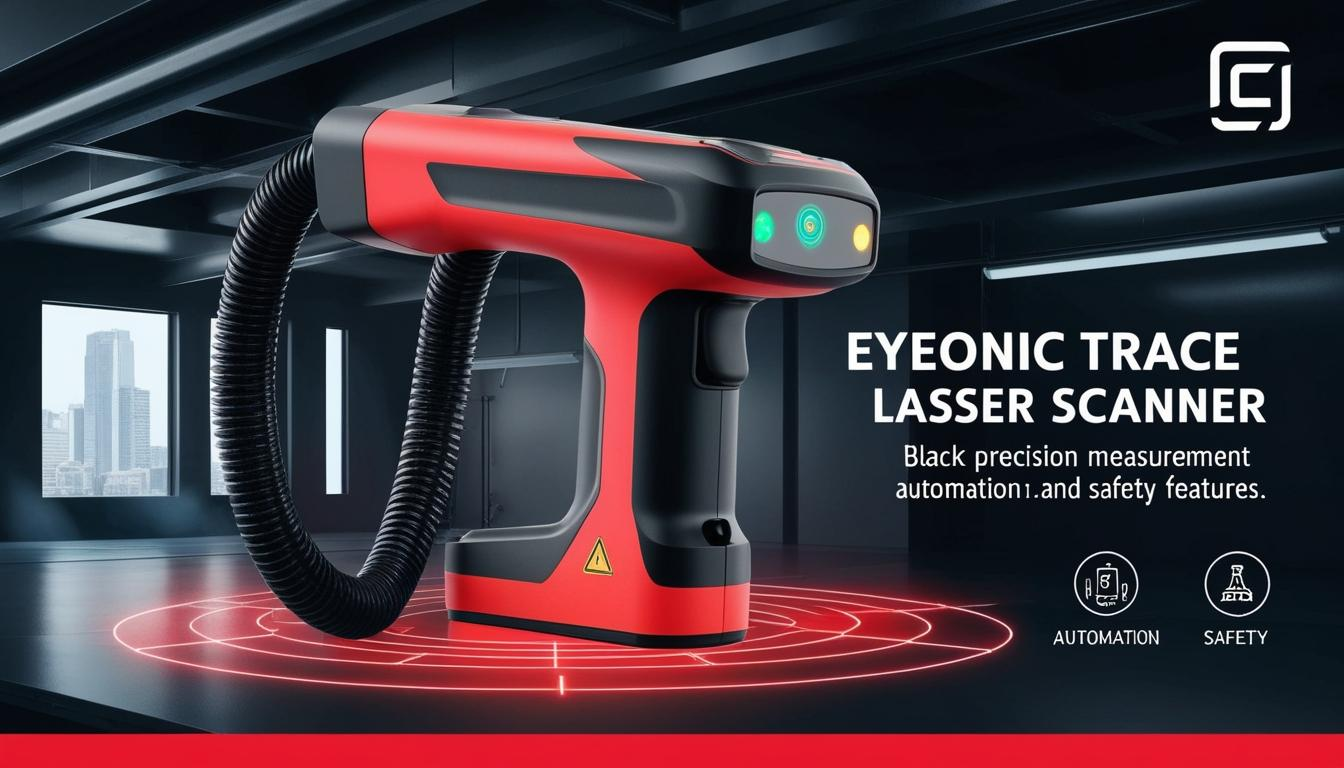 EYEONIC TRACE
LASSER SCANNER
Black precision measurement
automation1.and safety features.
AUTOMATION
SAFETY